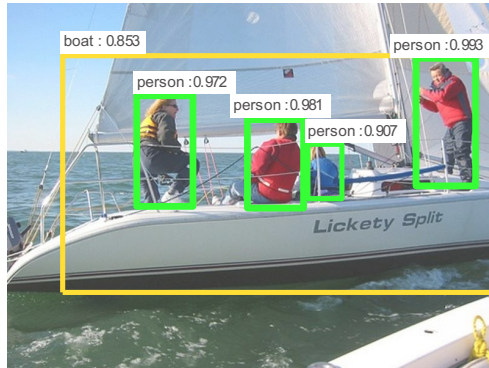 boat : 0.853
person : 0.993
person : 0.972
person : 0.981
person : 0.907
Lickety Split